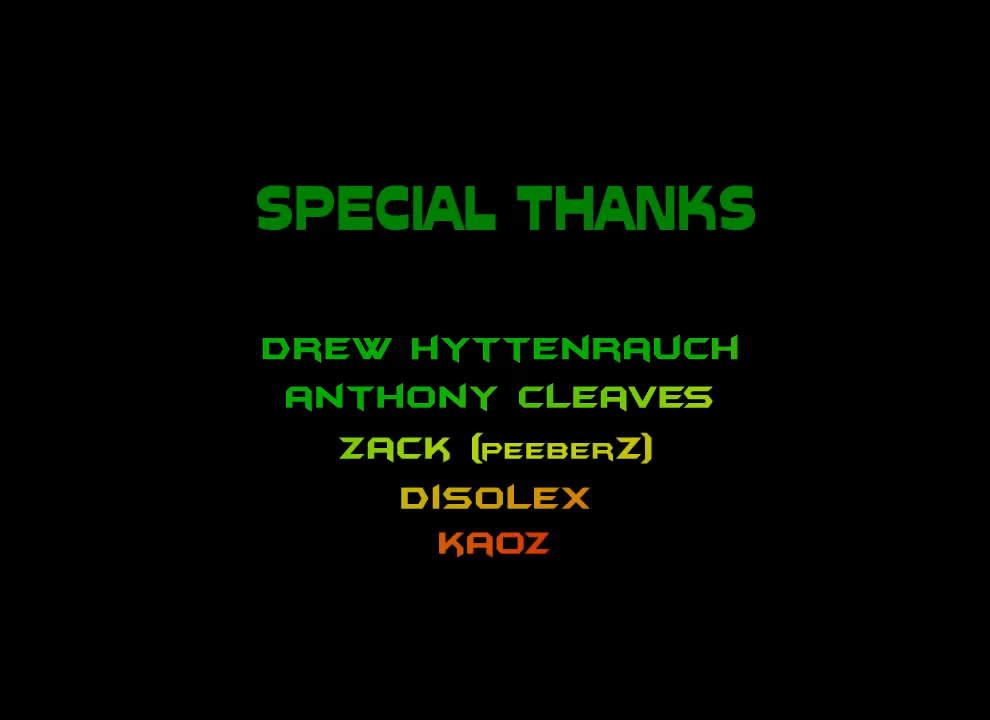 SPECIAL THANKS
DREW HYTTENRAUCH
ANTHONY CLEAVES
ZACK (PEEBERZ)
DISOLEX
KAOZ